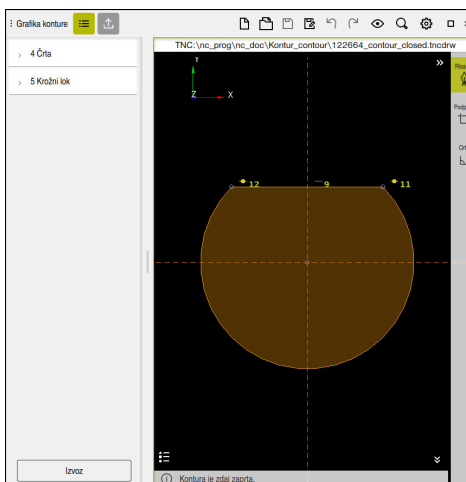 Grafika konture
TNC:\nc_prog\nc_doc\Kontur_contour\122664_contour_closed.tncdrw
4 Črta
5 Krožni lok
Y
Z
X
12
9
11
Izvoz
Kontura je zdaj zaprta.